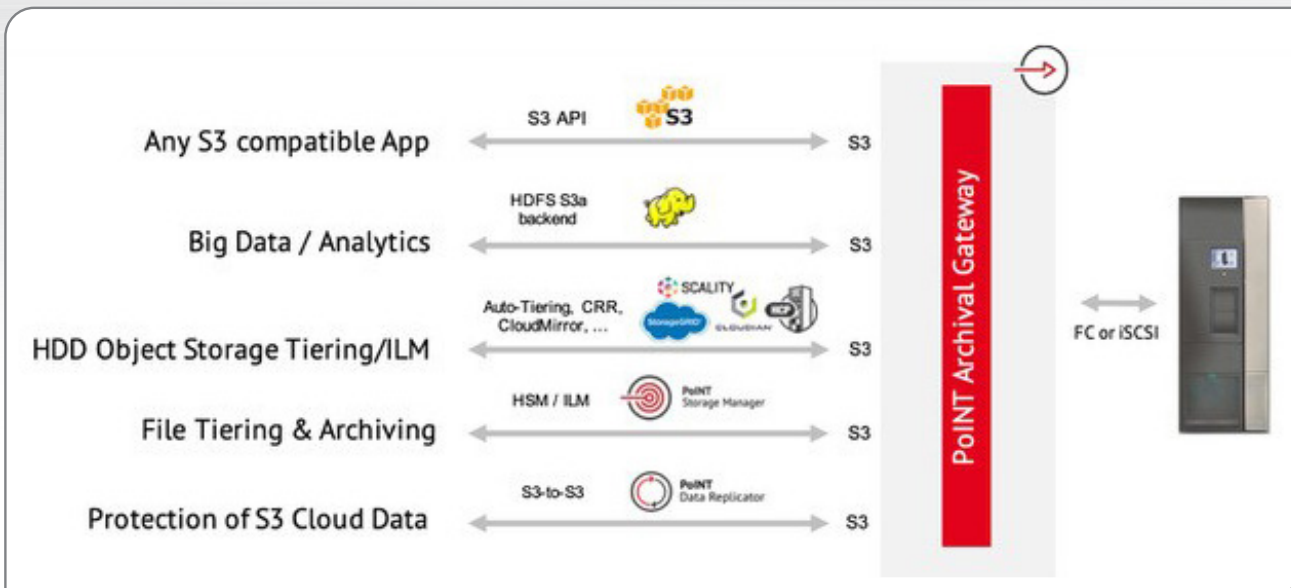 S3 API
S3
Any S3 compatible App
S3
HDFS S3a
backend
Big Data / Analytics
S3
Auto-Tiering, CRR,
CloudMirror, ...
SCALITY
StorageGRID
CLOUDIAN
HDD Object Storage Tiering/ILM
S3
HSM / ILM
PoINT
Storage Manager
File Tiering & Archiving
S3
S3-to-S3
PoINT
Data Replicator
Protection of S3 Cloud Data
S3
PoINT Archival Gateway
FC or iSCSI